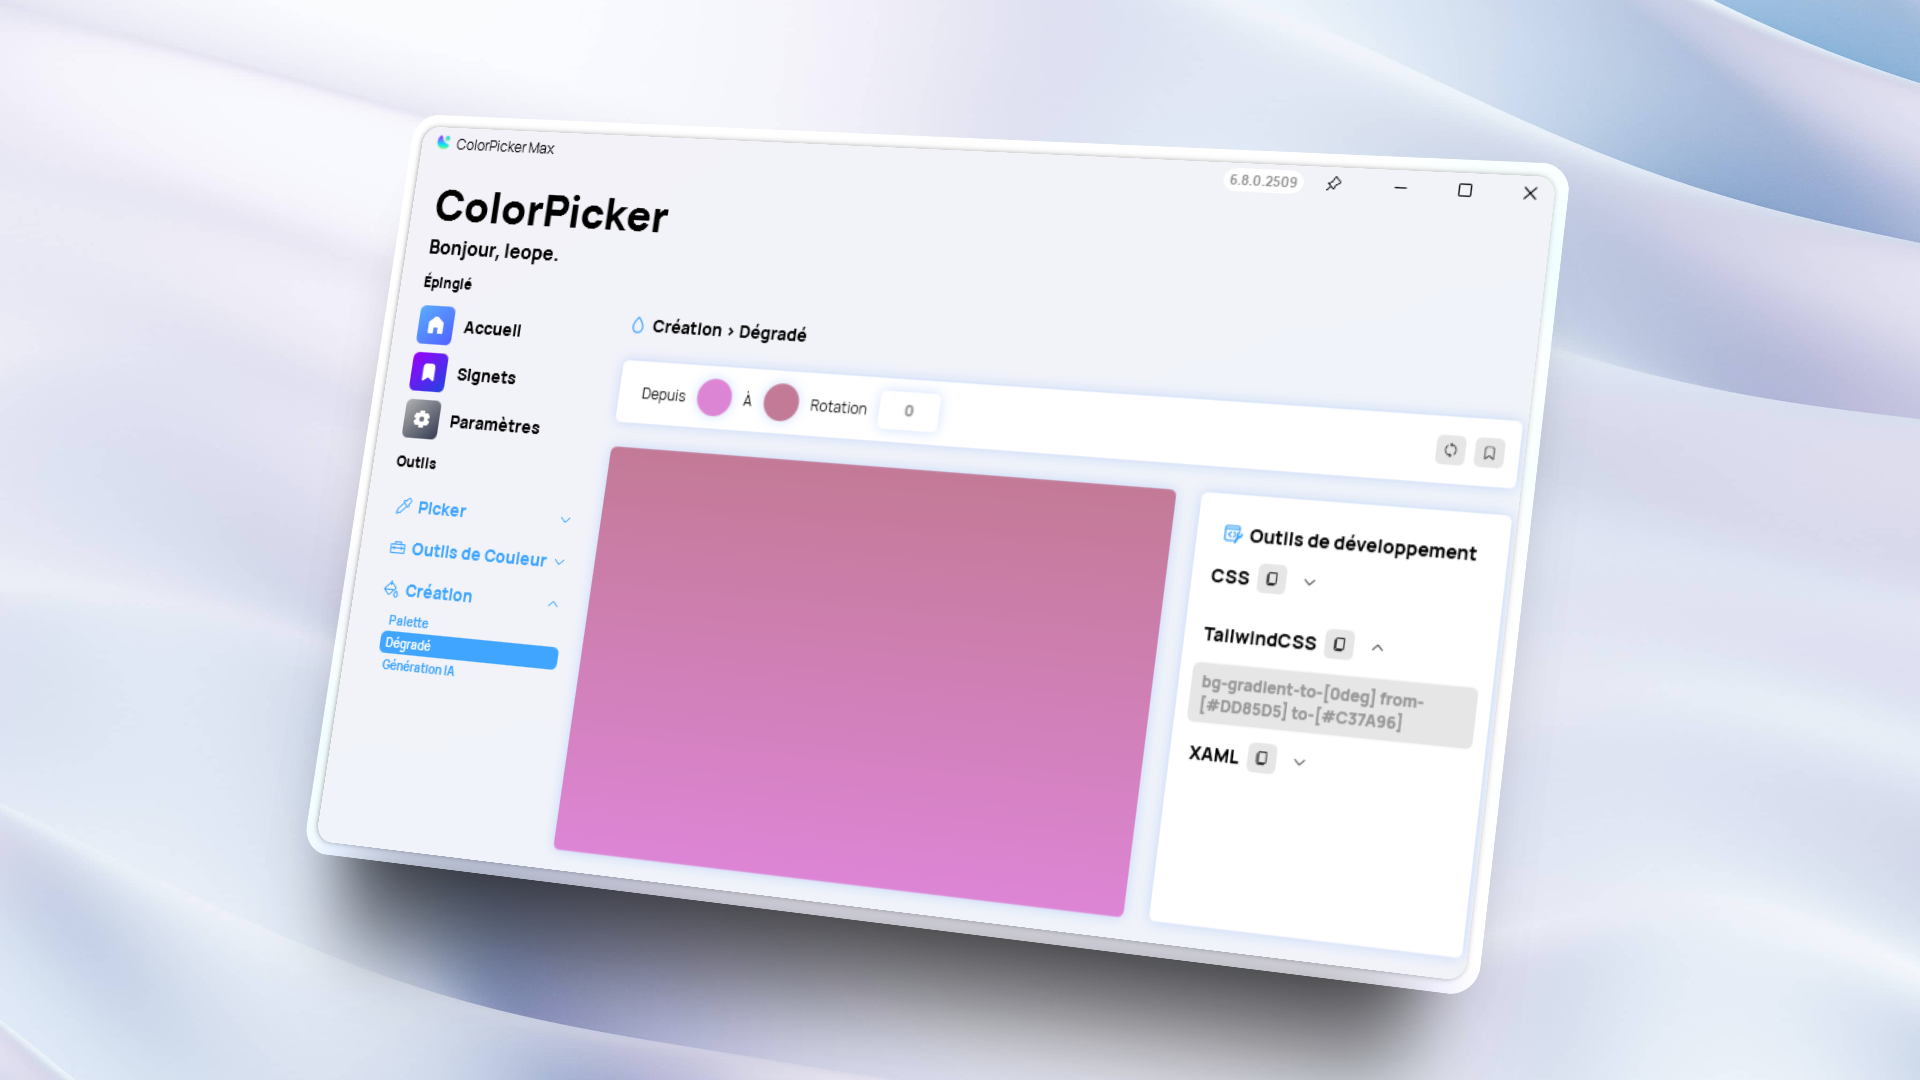 ColorPicker Max
6.8.0.2509
ColorPicker
Bonjour, leope.
Épinglé
Accueil
Signets
Paramètres
Outils
Picker
Outils de Couleur
Création
Palette
Dégradé
Génération IA
Création > Dégradé
Depuis À Rotation 0
Outils de développement
CSS
TailwindCSS
bg-gradient-to-[0deg] from-
[#DD85D5] to-[#C37A96]
XAML